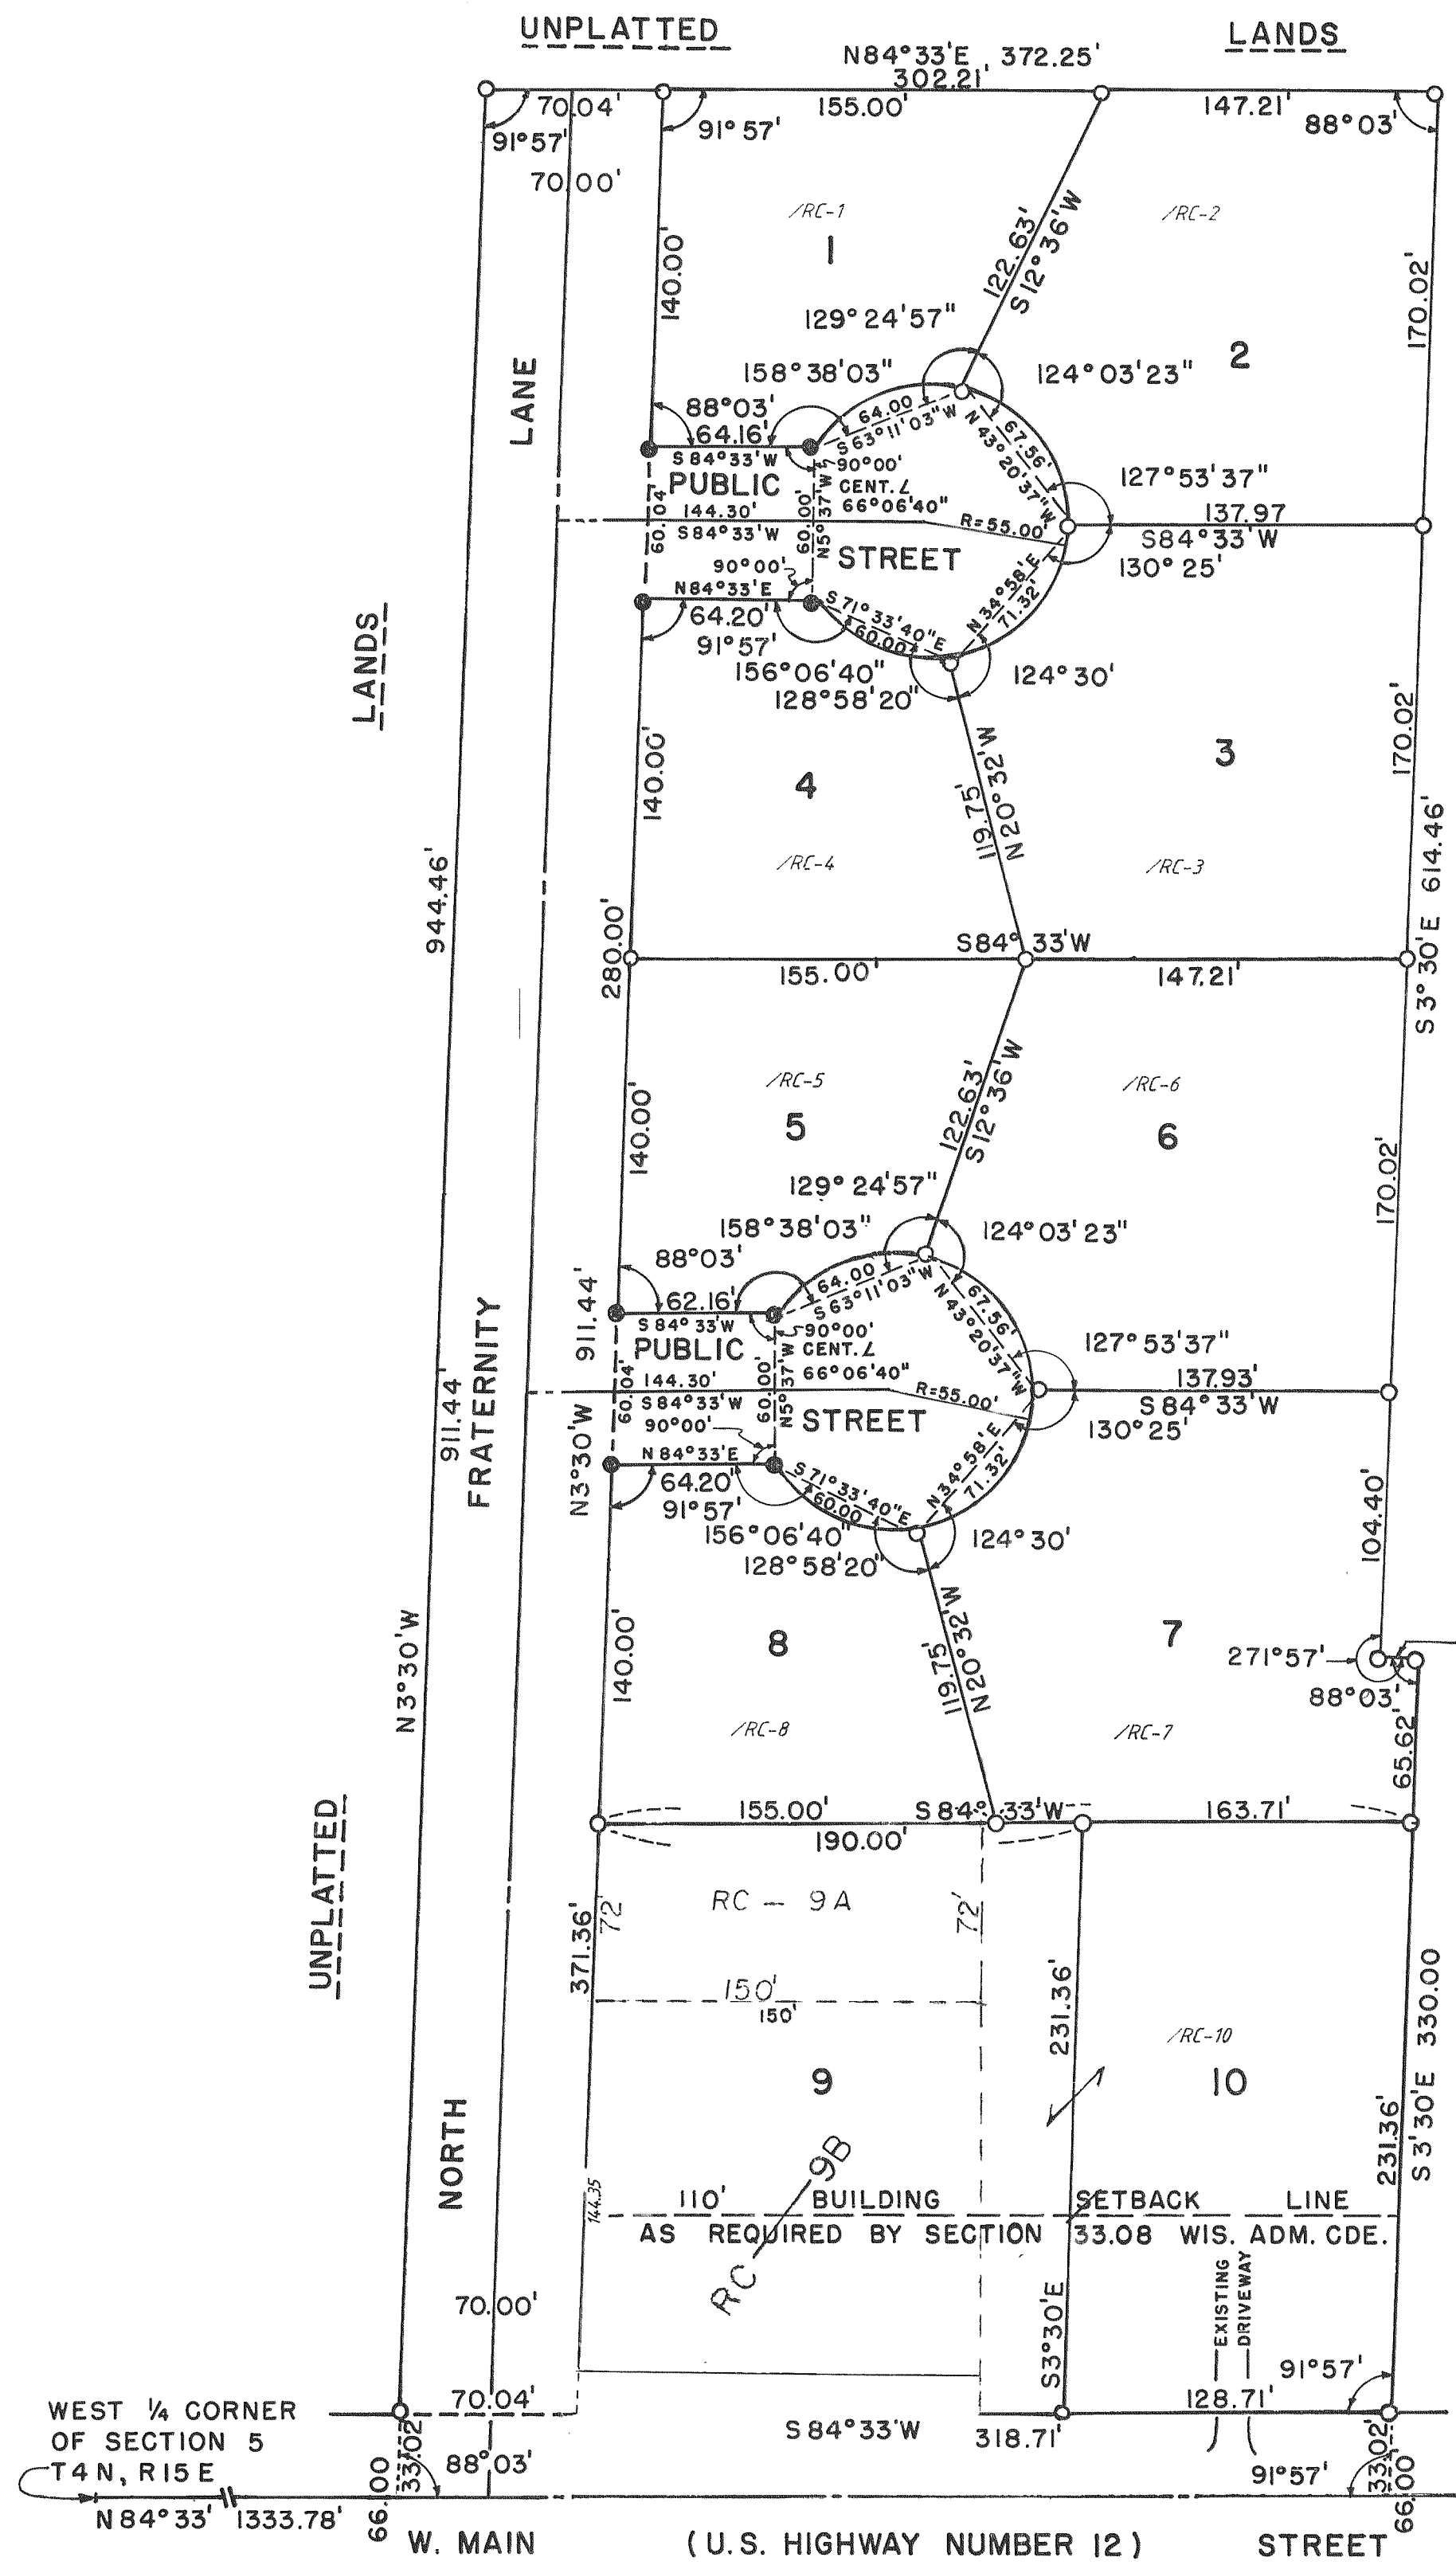 UNPLATTED LANDS
N84°33'E 372.25'
302.21'
70.04' 155.00' 147.21'
91°57' 91°57' 88°03'
70.00'
/RC-1 /RC-2
1
140.00'
122.63'
S12°36'W
170.02'
129°24'57"
2
158°38'03" 124°03'23"
LANE
88°03'
64.16'
S84°33'W
64.00
S63°11'03"W
67.56'
N43°20'37"W
PUBLIC
90°00'
CENT. ∠
66°06'40"
127°53'37"
60.04'
144.30'
S84°33'W
60.00'
N5°37'W
R=55.00'
137.97
S84°33'W
STREET
130°25'
90°00'
N84°33'E
64.20'
91°57'
S71°33'40"E
60.00'
N34°58'E
71.32'
156°06'40"
128°58'20"
124°30'
LANDS
140.00'
4
119.75'
N20°32'W
3
170.02'
/RC-4 /RC-3
944.46'
280.00'
S84°33'W
155.00' 147.21'
S3°30'E 614.46'
/RC-5 /RC-6
140.00'
5
122.63'
S12°36'W
6
170.02'
129°24'57"
158°38'03" 124°03'23"
88°03'
62.16'
S84°33'W
64.00
S63°11'03"W
67.56'
N43°20'37"W
911.44'
PUBLIC
90°00'
CENT. ∠
66°06'40"
127°53'37"
60.04'
144.30'
S84°33'W
60.00'
N5°37'W
R=55.00'
137.93'
S84°33'W
STREET
130°25'
90°00'
N84°33'E
64.20'
91°57'
S71°33'40"E
60.00
N34°58'E
71.32'
156°06'40"
128°58'20"
124°30'
911.44'
FRATERNITY
N3°30'W
104.40'
N3°30'W
140.00'
8
119.75'
N20°32'W
7
271°57'
88°03'
/RC-8 /RC-7
65.62'
155.00' S84°33'W 163.71'
190.00'
UNPLATTED
371.36'
72'
RC - 9A
72'
150'
150'
231.36'
/RC-10
9 10
S3°30'E 330.00
231.36'
NORTH
RC 9B
144.35
110' BUILDING SETBACK LINE
AS REQUIRED BY SECTION 33.08 WIS. ADM. CDE.
70.00'
S3°30'E
EXISTING
DRIVEWAY
91°57'
WEST ¼ CORNER
OF SECTION 5
T4N, R15E
70.04'
S84°33'W
128.71'
318.71'
33.02'
88°03'
66.00
91°57'
33.02'
66.00'
N84°33' 1333.78'
W. MAIN (U.S. HIGHWAY NUMBER 12) STREET